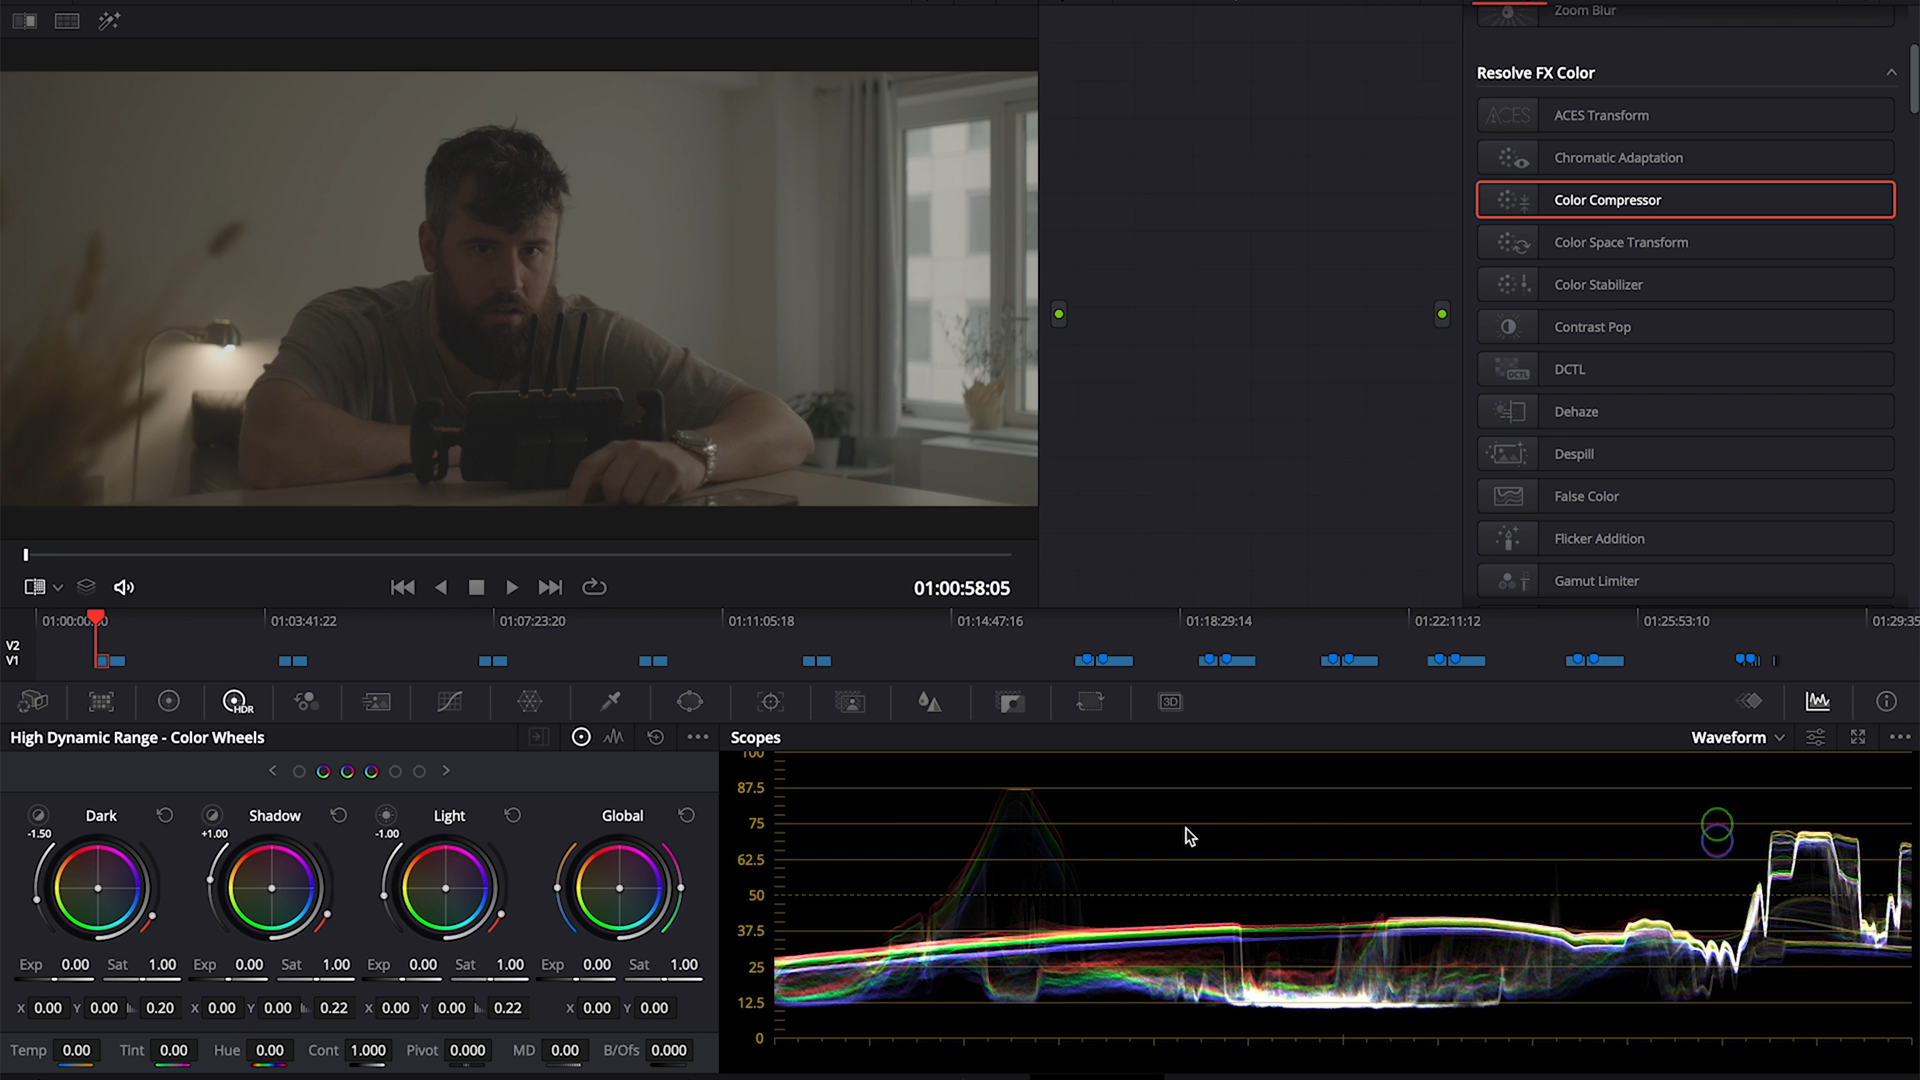 Zoom Blur
Resolve FX Color
ACES
ACES Transform
Chromatic Adaptation
Color Compressor
Color Space Transform
Color Stabilizer
Contrast Pop
DCTL
DCTL
Dehaze
Despill
False Color
Flicker Addition
Gamut Limiter
01:00:58:05
01:03:41:22 01:07:23:20 01:11:05:18 01:14:47:16 01:18:29:14 01:22:11:12 01:25:53:10 01:29:35
V2
V1
HDR
3D
High Dynamic Range - Color Wheels
Scopes
Waveform
Dark Shadow Light Global
-1.50 +1.00 -1.00
Exp 0.00 Sat 1.00 Exp 0.00 Sat 1.00 Exp 0.00 Sat 1.00 Exp 0.00 Sat 1.00
X 0.00 Y 0.00 0.20 X 0.00 Y 0.00 0.22 X 0.00 Y 0.00 0.22 X 0.00 Y 0.00
Temp 0.00 Tint 0.00 Hue 0.00 Cont 1.000 Pivot 0.000 MD 0.00 B/Ofs 0.000
100
87.5
75
62.5
50
37.5
25
12.5
0